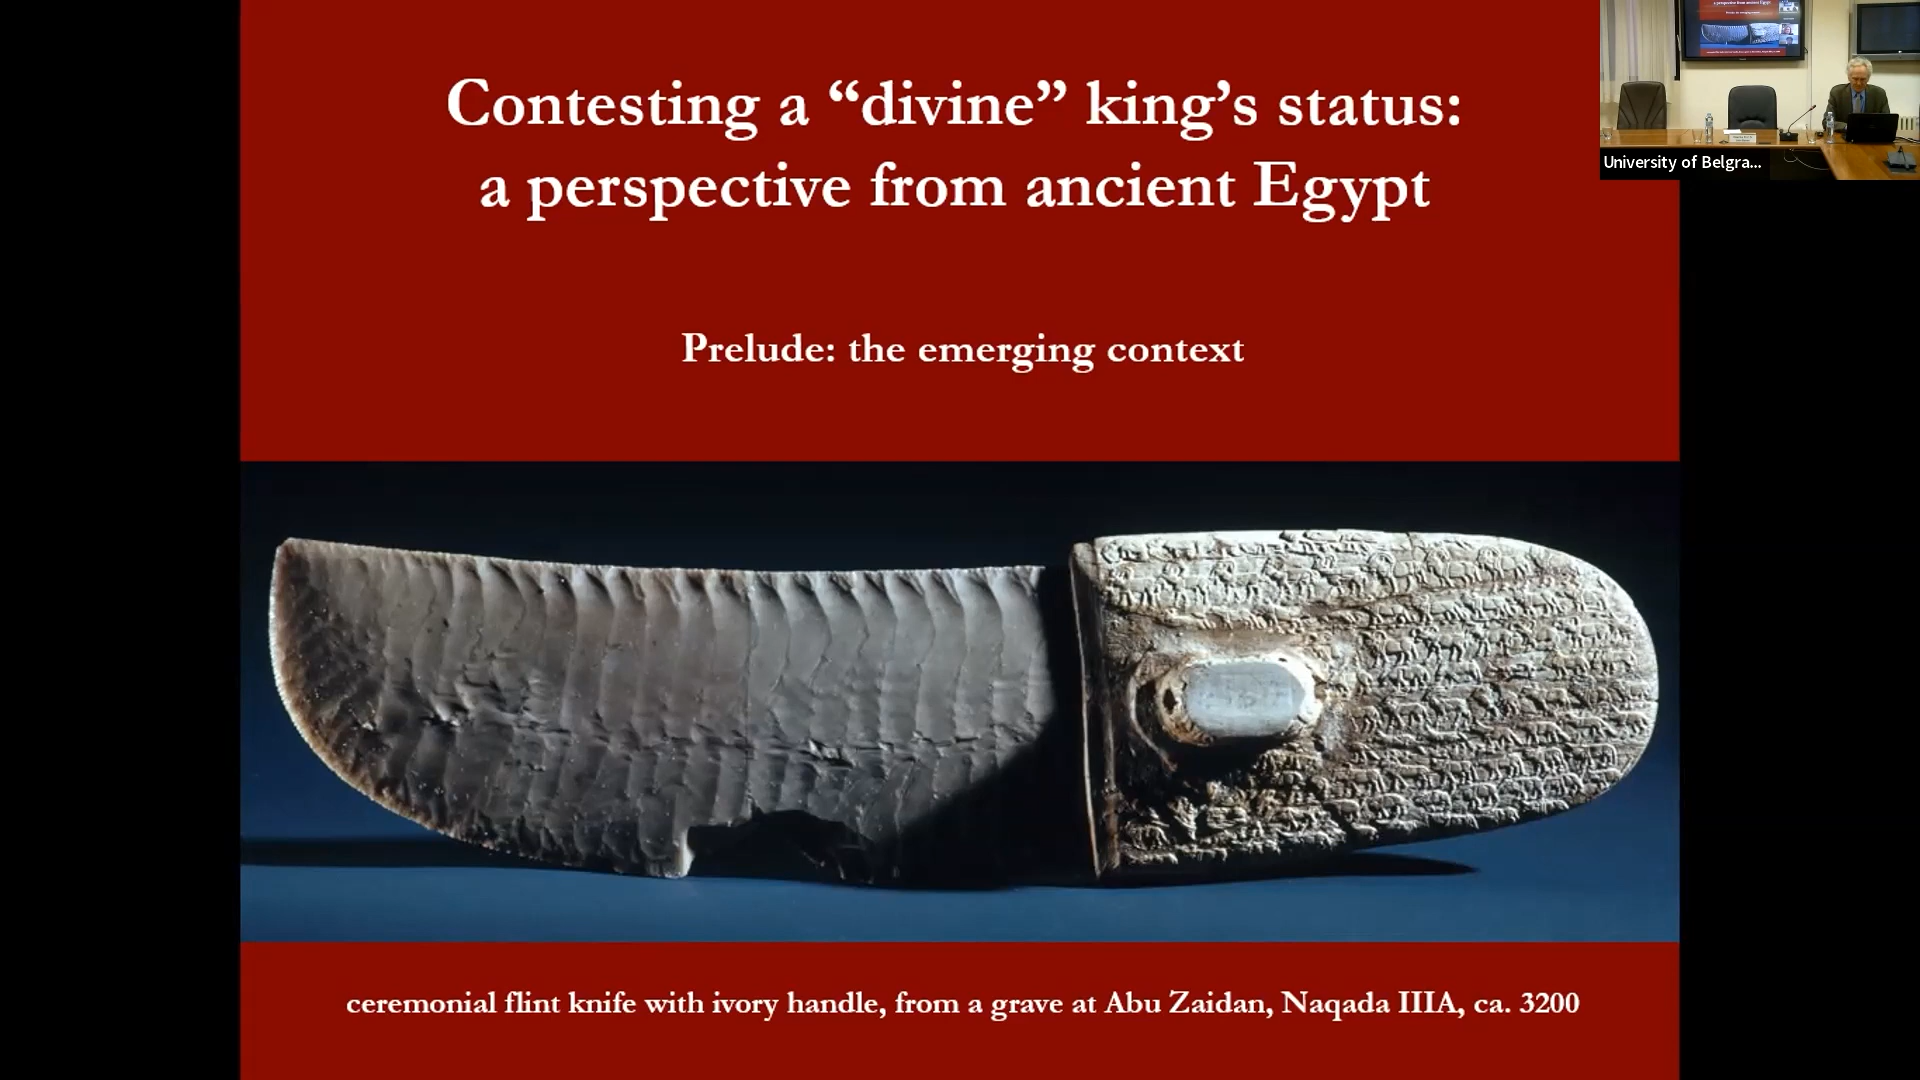 Contesting a “divine” king’s status:
a perspective from ancient Egypt
Prelude: the emerging context
ceremonial flint knife with ivory handle, from a grave at Abu Zaidan, Naqada IIIA, ca. 3200
University of Belgra...